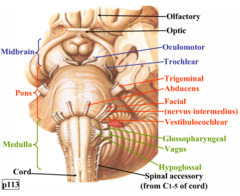 Olfactory
Optic
Midbrain
Oculomotor
Trochlear
Trigeminal
Pons
Abducens
Facial
(nervus intermedius)
Vestibulocochlear
Medulla
Glossopharyngeal
Vagus
Hypoglossal
Cord
Spinal accessory
(from C1-5 of cord)
p113